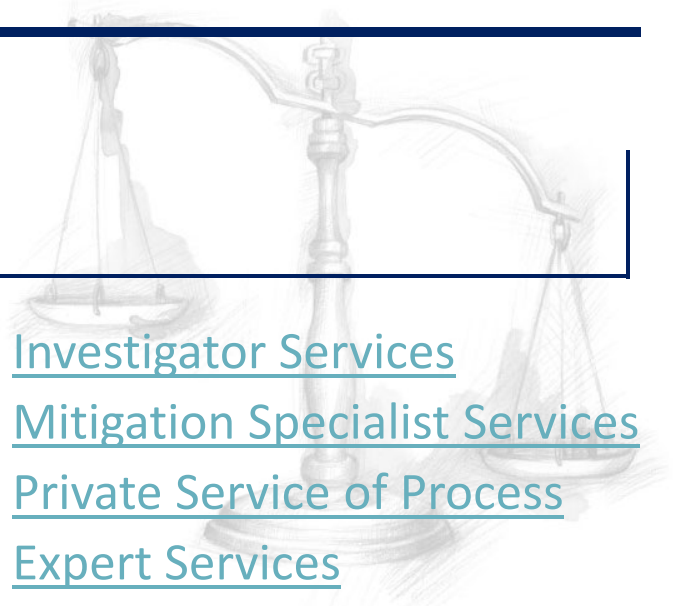 Investigator Services
Mitigation Specialist Services
Private Service of Process
Expert Services